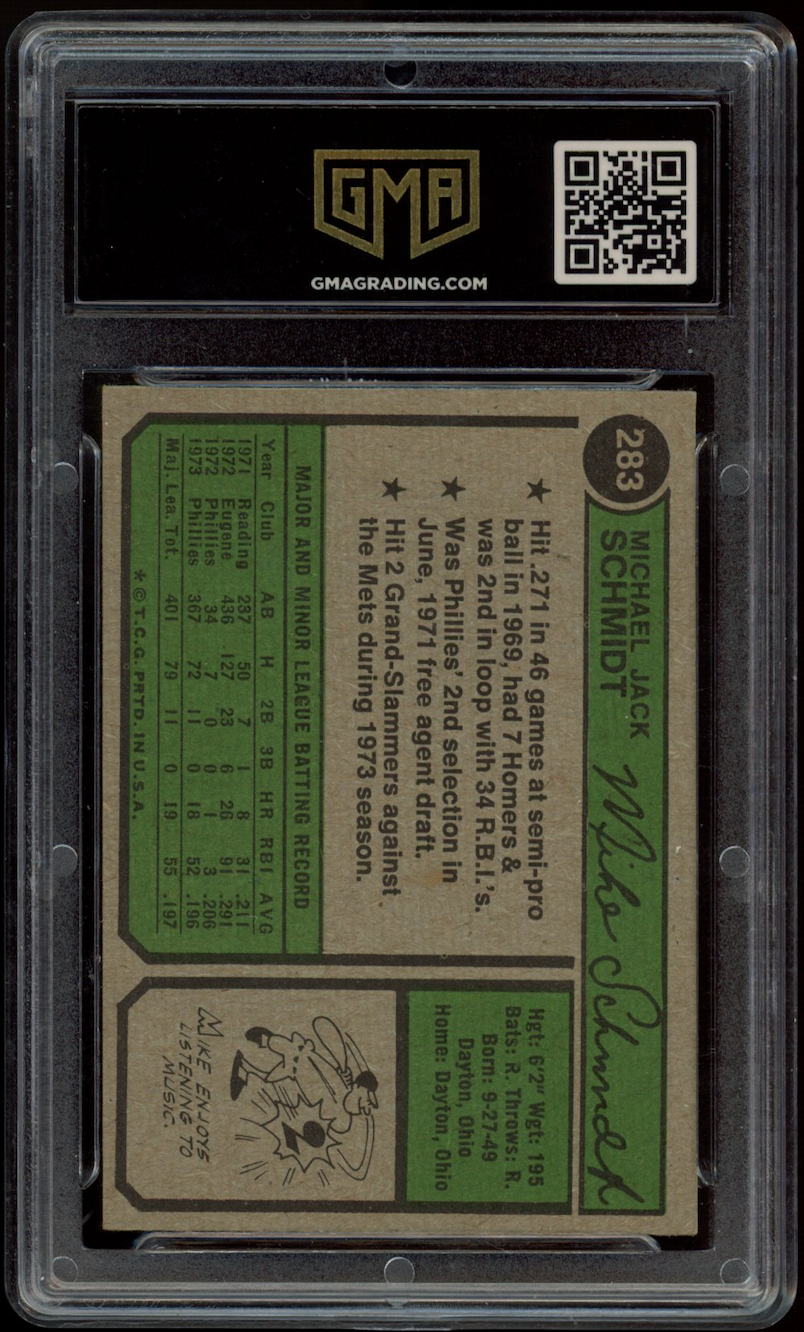 GMA
GMAGRADING.COM
283
MICHAEL JACK
SCHMIDT
Mike Schmidt
★ Hit .271 in 46 games at semi-pro
ball in 1969, had 7 Homers &
was 2nd in loop with 34 R.B.I.'s.
★ Was Phillies' 2nd selection in
June, 1971 free agent draft.
★ Hit 2 Grand-Slammers against
the Mets during 1973 season.
MAJOR AND MINOR LEAGUE BATTING RECORD
Year Club AB H 2B 3B HR RBI AVG
1971 Reading 237 50 7 1 8 31 .211
1972 Eugene 436 127 23 6 26 91 .291
1972 Phillies 34 7 0 0 1 3 .206
1973 Phillies 367 72 11 0 18 52 .196
Maj. Lea. Tot. 401 79 11 0 19 55 .197
* © T.C.G. PRTD. IN U.S.A.
Hgt: 6'2" Wgt: 195
Bats: R. Throws: R.
Born: 9-27-49
Dayton, Ohio
Home: Dayton, Ohio
MIKE ENJOYS
LISTENING TO
MUSIC.